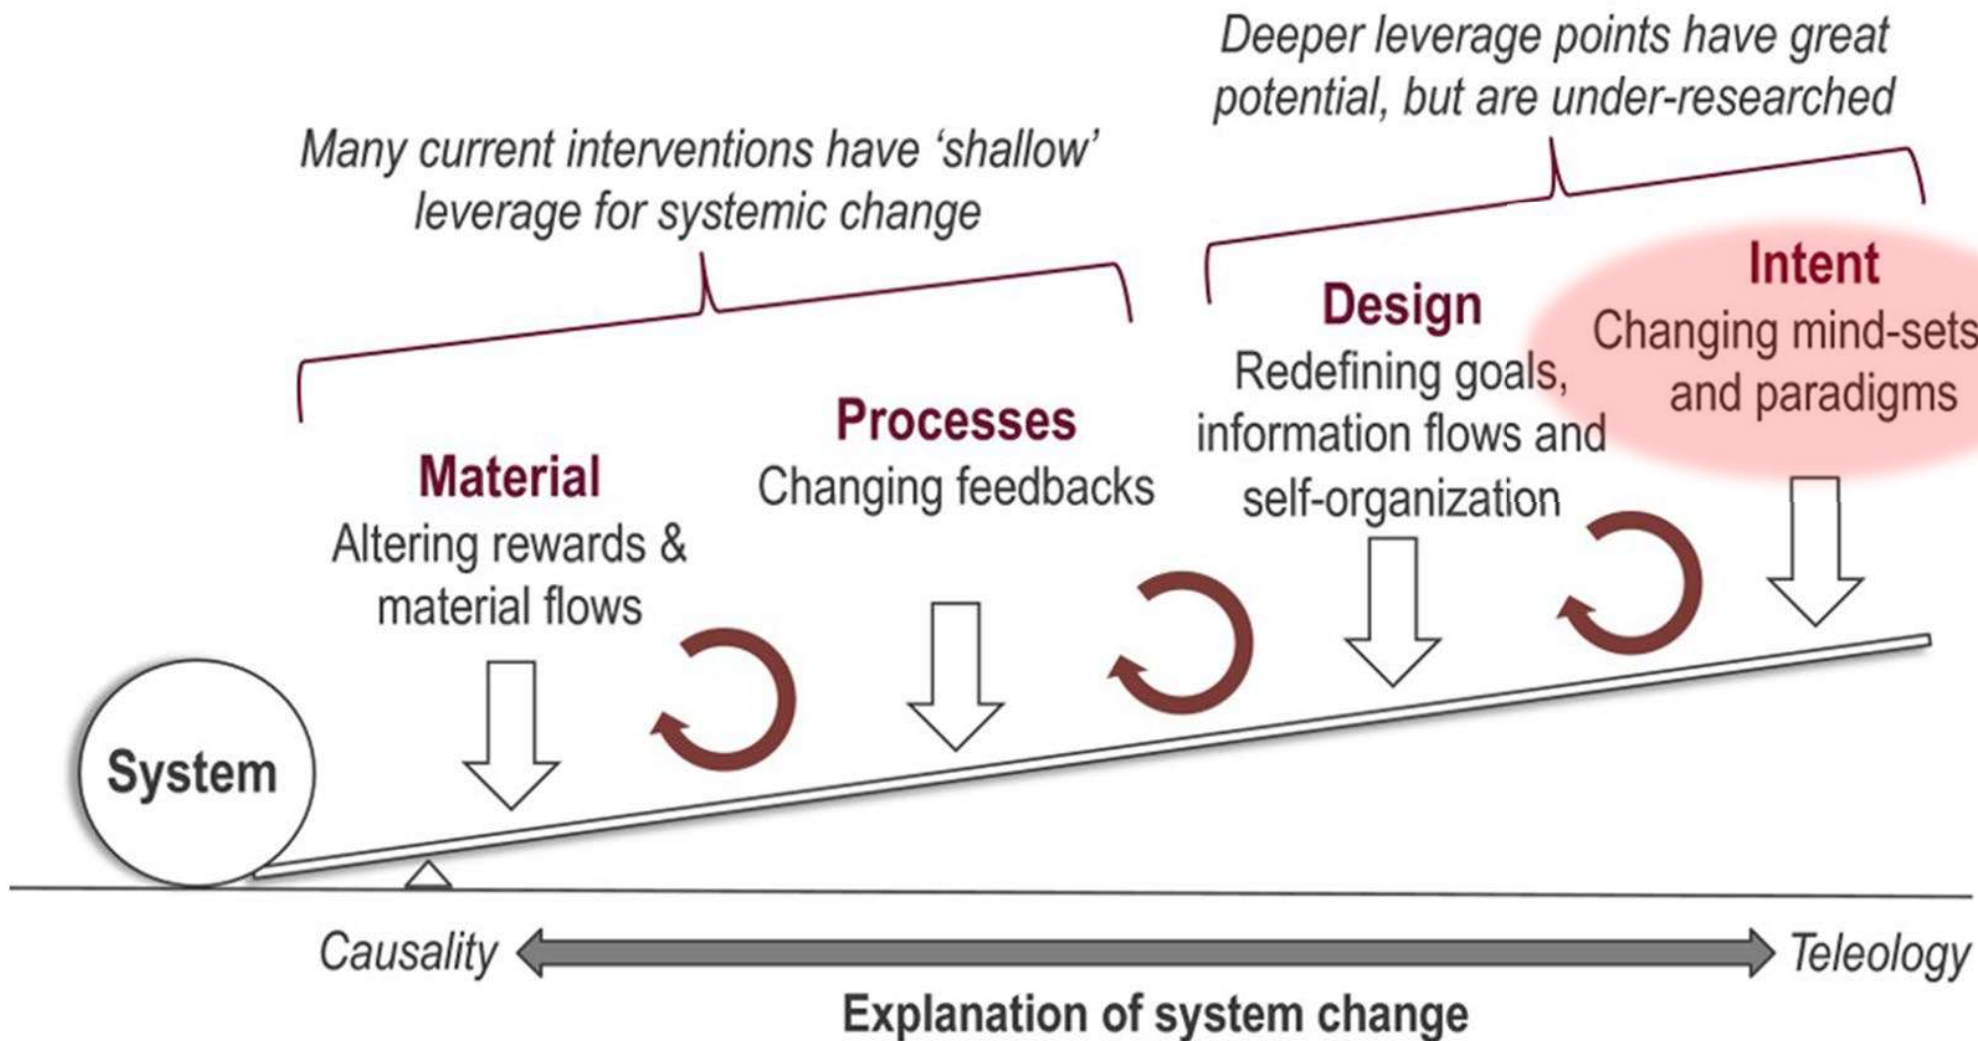 Deeper leverage points have great
potential, but are under-researched
Many current interventions have ‘shallow’
leverage for systemic change
Intent
Changing mind-sets
and paradigms
Design
Redefining goals,
information flows and
self-organization
Processes
Changing feedbacks
Material
Altering rewards &
material flows
System
Causality
Teleology
Explanation of system change